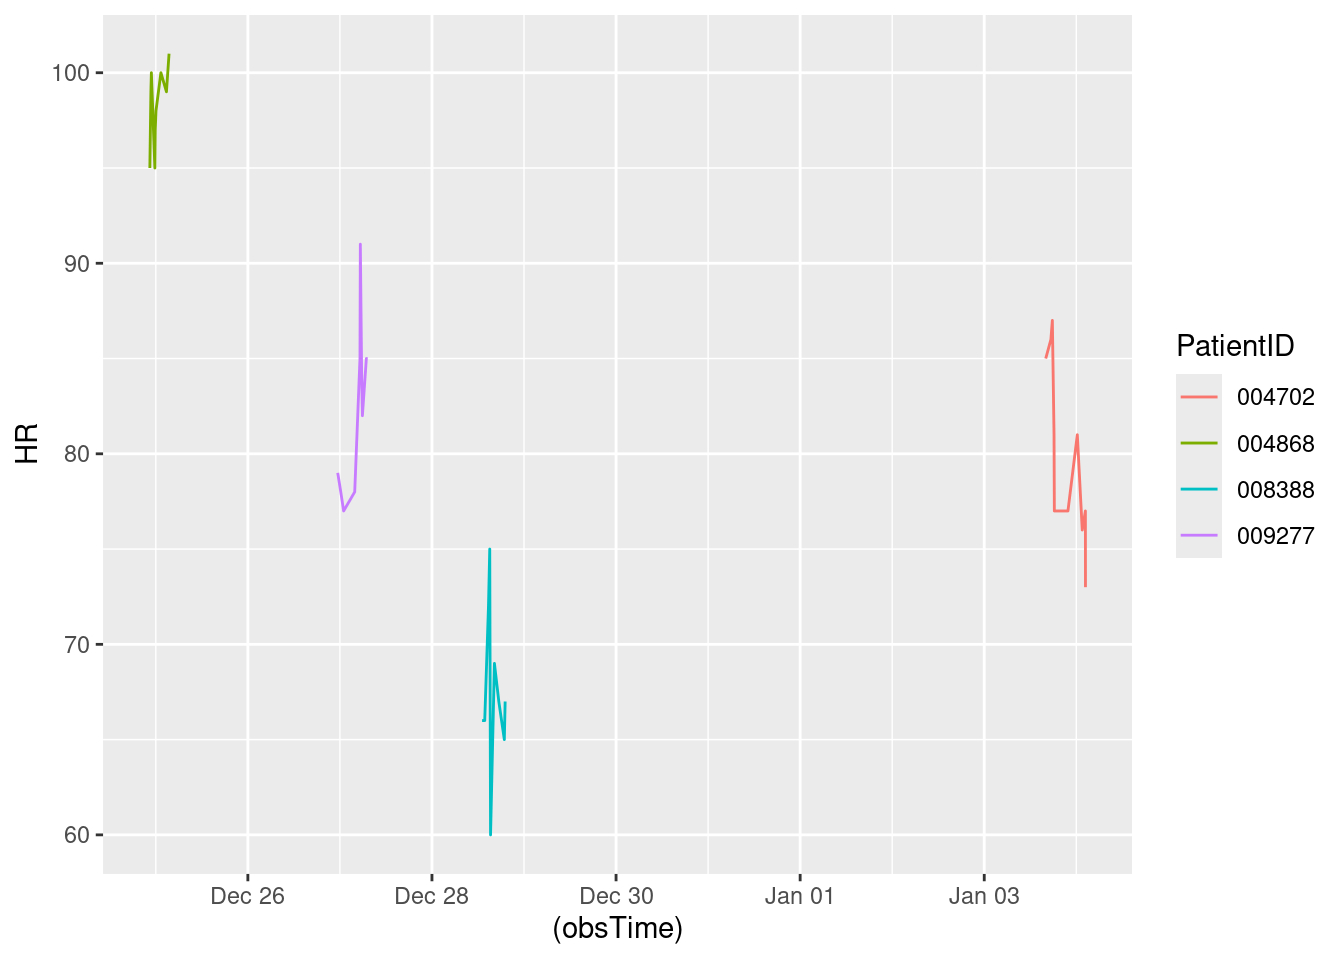 100
90
80
70
60
HR
Dec 26
Dec 28
Dec 30
Jan 01
Jan 03
(obsTime)
PatientID
004702
004868
008388
009277